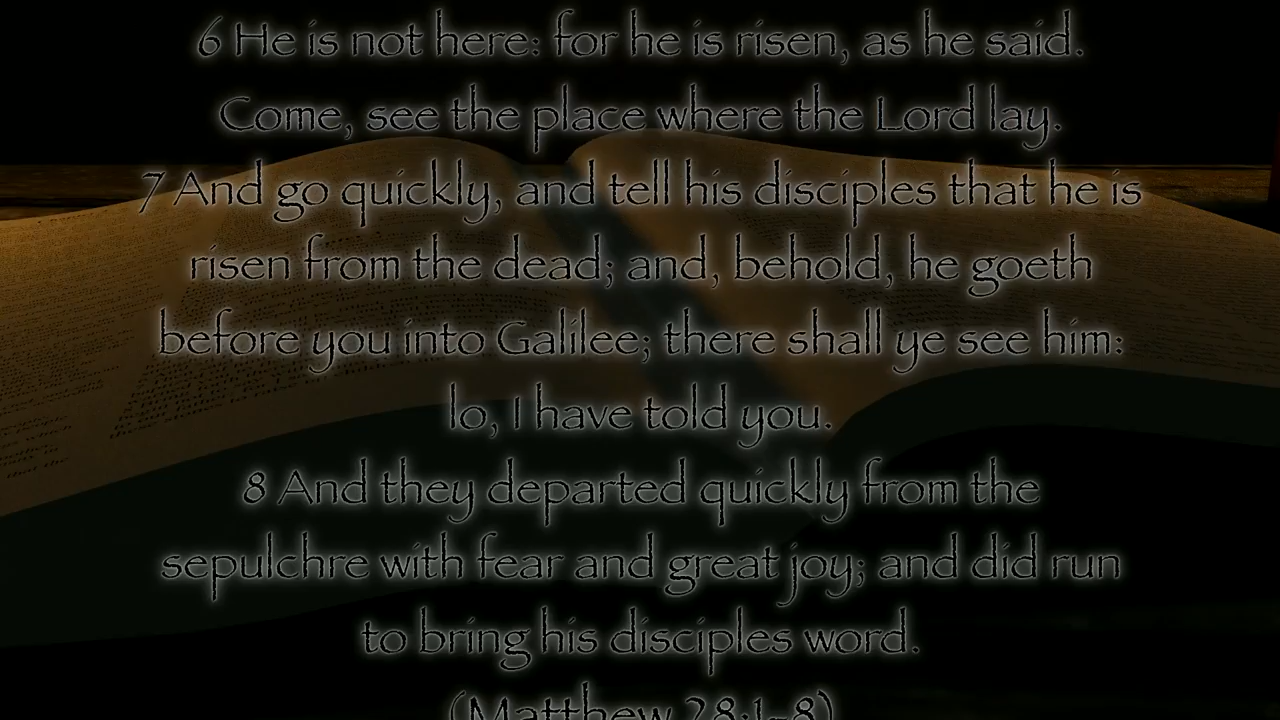 6 He is not here: for he is risen, as he said.
Come, see the place where the Lord lay.
7 And go quickly, and tell his disciples that he is
risen from the dead; and, behold, he goeth
before you into Galilee; there shall ye see him:
lo, I have told you.
8 And they departed quickly from the
sepulchre with fear and great joy; and did run
to bring his disciples word.
(Matthew 28:1-8)